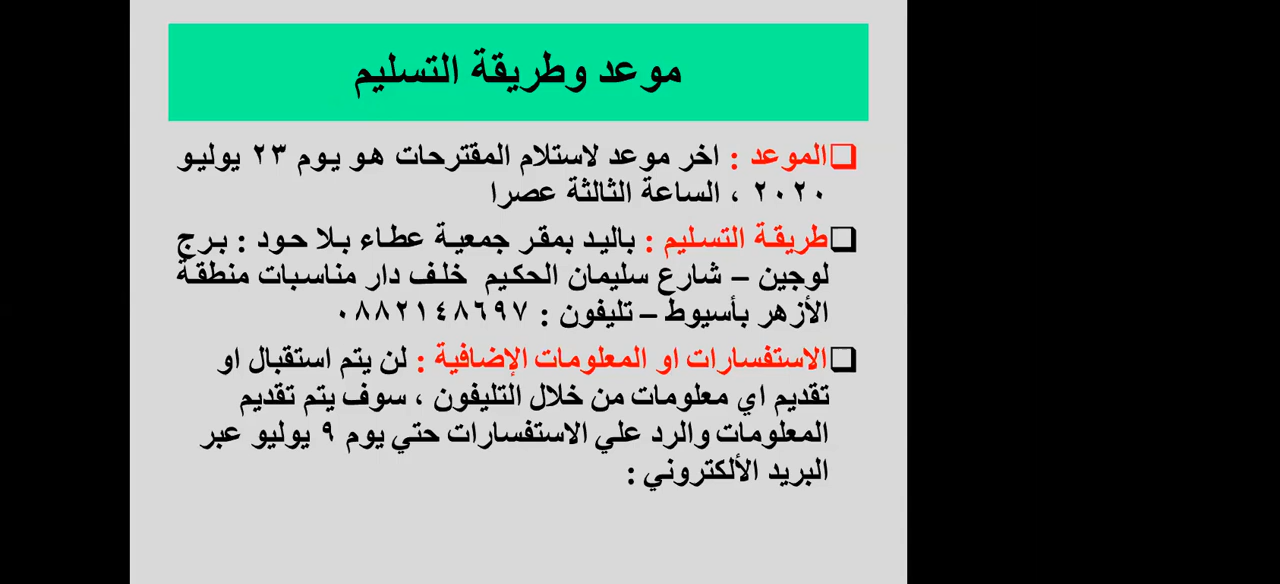 موعد وطريقة التسليم
❑الموعد : اخر موعد لاستلام المقترحات هو يوم ٢٣ يوليو
٢٠٢٠ ، الساعة الثالثة عصرا
❑طريقة التسليم : باليد بمقر جمعية عطاء بلا حود : برج
لوجين – شارع سليمان الحكيم خلف دار مناسبات منطقة
الأزهر بأسيوط – تليفون : ٠٨٨٢١٤٨٦٩٧
❑الاستفسارات او المعلومات الإضافية : لن يتم استقبال او
تقديم اي معلومات من خلال التليفون ، سوف يتم تقديم
المعلومات والرد علي الاستفسارات حتي يوم ٩ يوليو عبر
البريد الألكتروني :